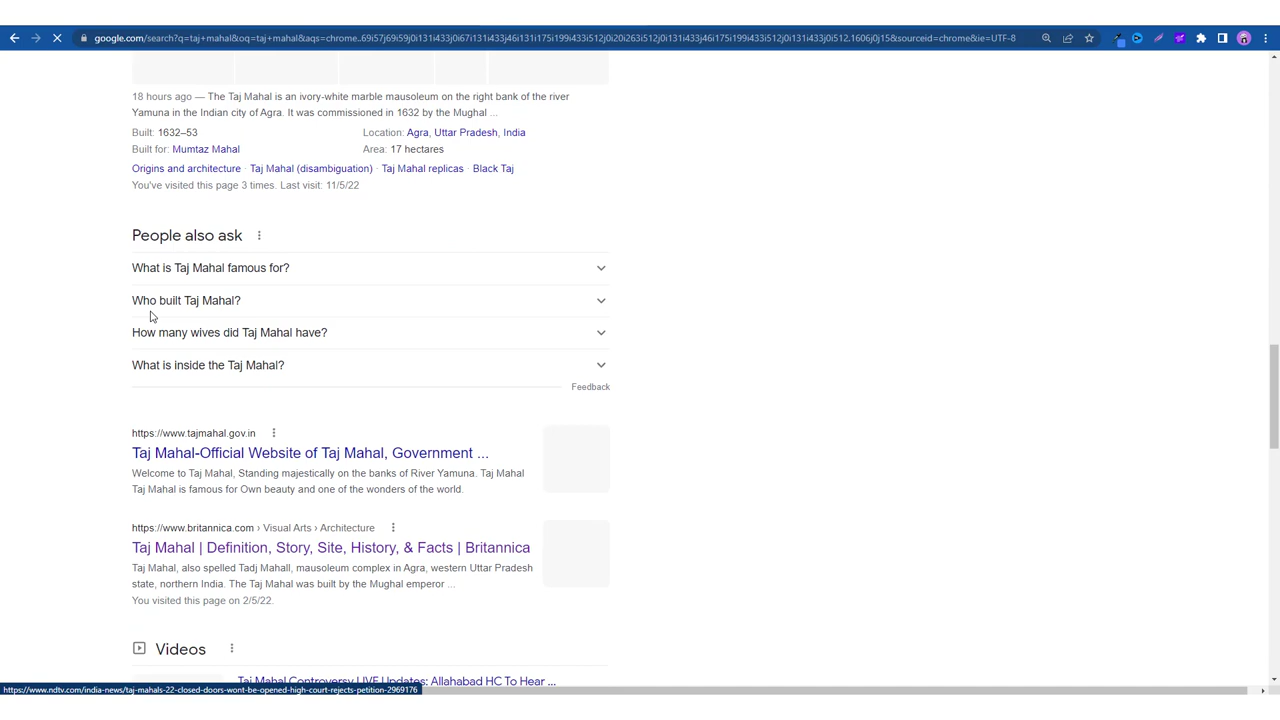 google.com/search?q=taj+mahal&oq=taj+mahal&aqs=chrome..69i57j69i59j0i131i433j0i67i131i433j46i131i175i199i433i512j0i20i263i512j0i131i433j46i175i199i433i512j0i131i433j0i512.1606j0j15&sourceid=chrome&ie=UTF-8
18 hours ago — The Taj Mahal is an ivory-white marble mausoleum on the right bank of the river
Yamuna in the Indian city of Agra. It was commissioned in 1632 by the Mughal ...
Built: 1632–53 Location: Agra, Uttar Pradesh, India
Built for: Mumtaz Mahal Area: 17 hectares
Origins and architecture · Taj Mahal (disambiguation) · Taj Mahal replicas · Black Taj
You've visited this page 3 times. Last visit: 11/5/22
People also ask
What is Taj Mahal famous for?
Who built Taj Mahal?
How many wives did Taj Mahal have?
What is inside the Taj Mahal?
Feedback
https://www.tajmahal.gov.in
Taj Mahal-Official Website of Taj Mahal, Government ...
Welcome to Taj Mahal, Standing majestically on the banks of River Yamuna. Taj Mahal
Taj Mahal is famous for Own beauty and one of the wonders of the world.
https://www.britannica.com › Visual Arts › Architecture
Taj Mahal | Definition, Story, Site, History, & Facts | Britannica
Taj Mahal, also spelled Tadj Mahall, mausoleum complex in Agra, western Uttar Pradesh
state, northern India. The Taj Mahal was built by the Mughal emperor ...
You visited this page on 2/5/22.
Videos
Taj Mahal Controversy LIVE Updates: Allahabad HC To Hear ...
https://www.ndtv.com/india-news/taj-mahals-22-closed-doors-wont-be-opened-high-court-rejects-petition-2969176